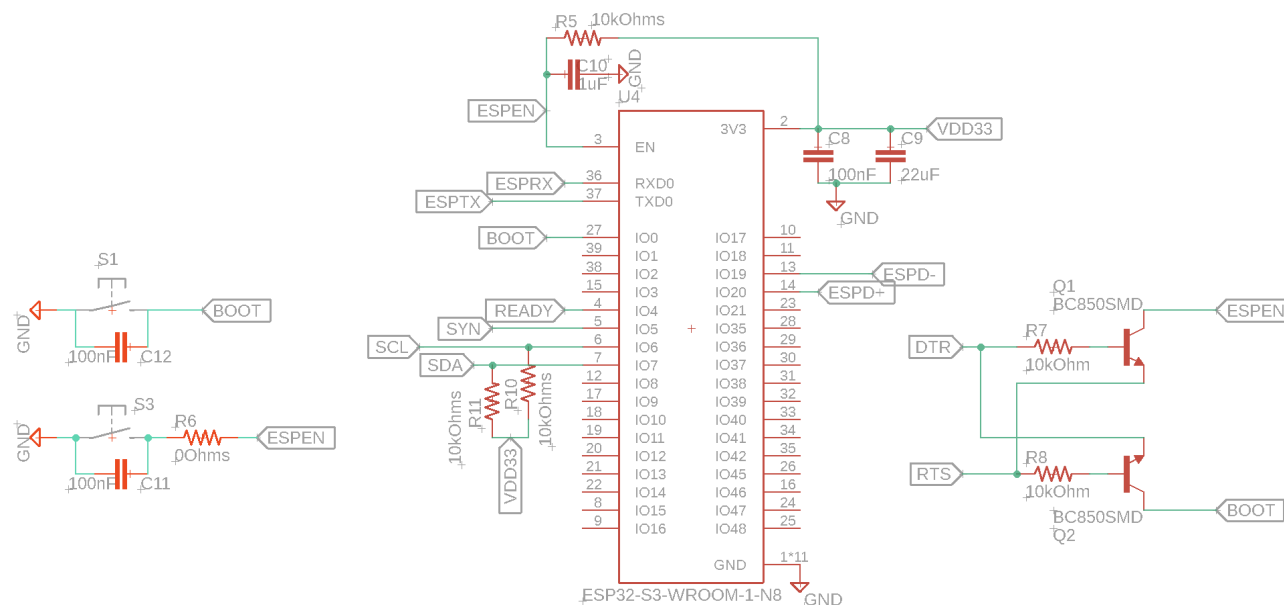 R5 10kOhms
C10
1uF
GND
U4
ESPEN
3 EN
3V3 2
VDD33
C8
100nF
C9
22uF
GND
ESPRX
36 RXD0
ESPTX
37 TXD0
BOOT
27 IO0
39 IO1
38 IO2
15 IO3
READY
4 IO4
SYN
5 IO5
SCL
6 IO6
SDA
7 IO7
12 IO8
17 IO9
18 IO10
19 IO11
20 IO12
21 IO13
22 IO14
8 IO15
9 IO16
IO17 10
IO18 11
IO19 13
ESPD-
IO20 14
ESPD+
IO21 23
IO35 28
IO36 29
IO37 30
IO38 31
IO39 32
IO40 33
IO41 34
IO42 35
IO45 26
IO46 16
IO47 24
IO48 25
GND 1*11
GND
ESP32-S3-WROOM-1-N8
R11
10kOhms
R10
10kOhms
VDD33
S1
GND
BOOT
100nF C12
S3
GND
R6
0Ohms
ESPEN
100nF C11
Q1
BC850SMD
ESPEN
DTR
R7
10kOhm
RTS
R8
10kOhm
BOOT
BC850SMD
Q2